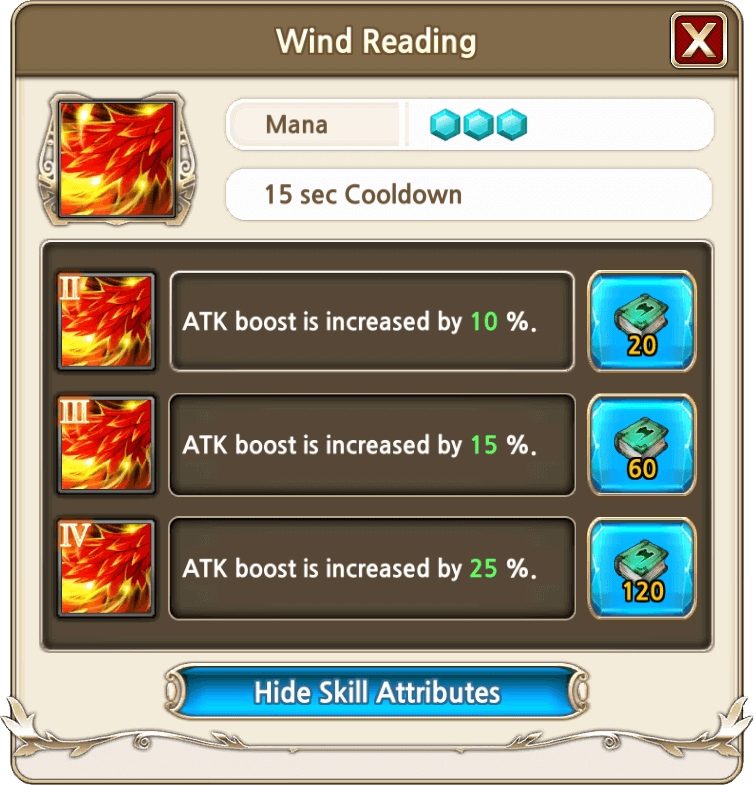 Wind Reading
X
Mana
15 sec Cooldown
II
ATK boost is increased by 10 %.
20
III
ATK boost is increased by 15 %.
60
IV
ATK boost is increased by 25 %.
120
Hide Skill Attributes